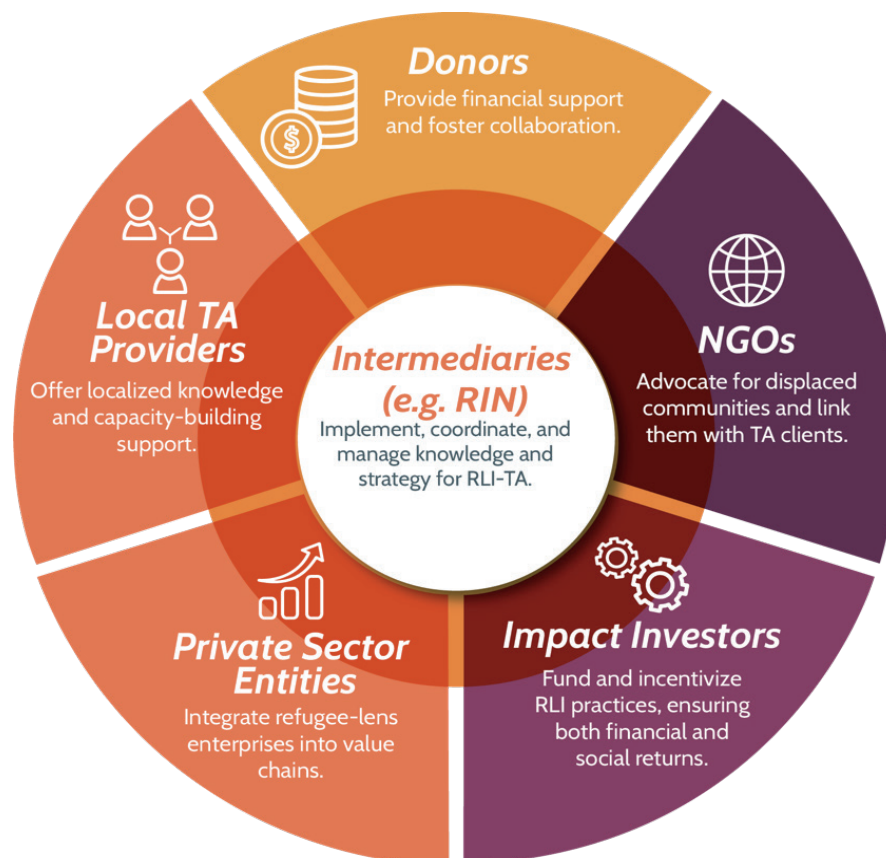 Donors
Provide financial support
and foster collaboration.
$
Local TA
Providers
Offer localized knowledge
and capacity-building
support.
Intermediaries
(e.g. RIN)
Implement, coordinate, and
manage knowledge and
strategy for RLI-TA.
NGOs
Advocate for displaced
communities and link
them with TA clients.
Private Sector
Entities
Integrate refugee-lens
enterprises into value
chains.
Impact Investors
Fund and incentivize
RLI practices, ensuring
both financial and
social returns.